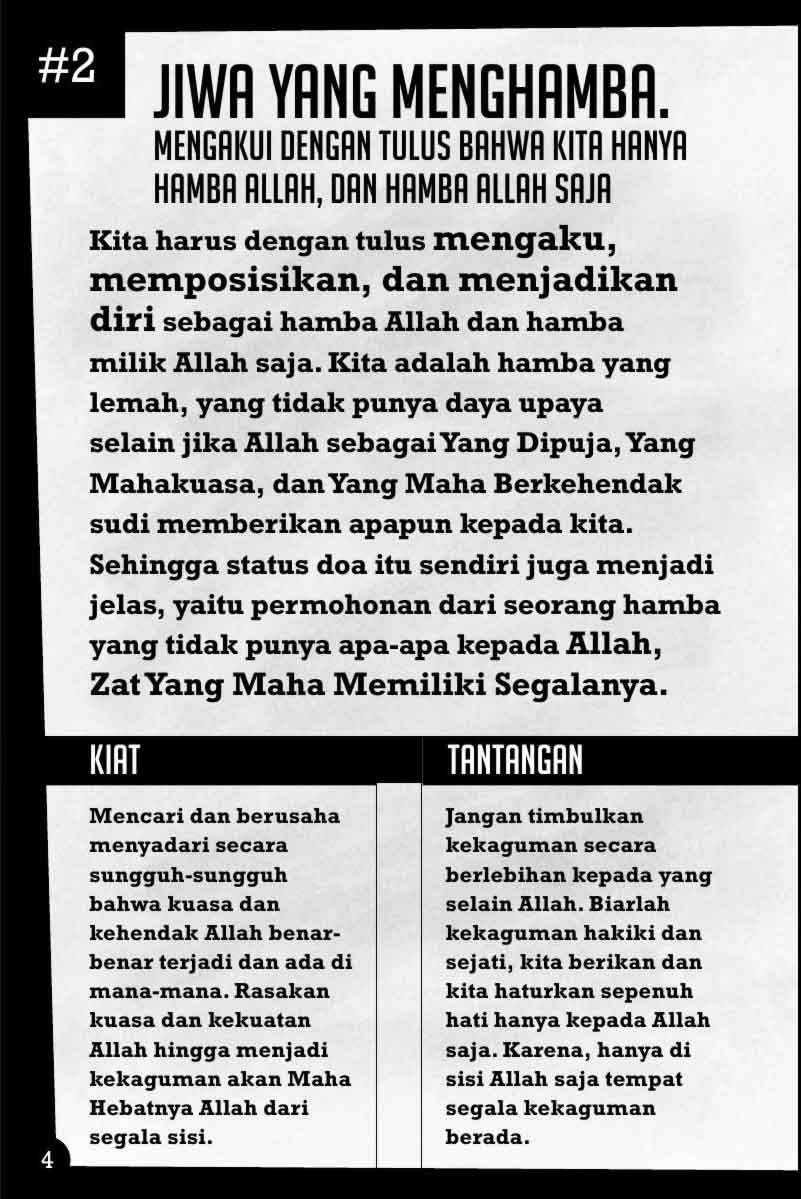 #2
JIWA YANG MENGHAMBA.
MENGAKUI DENGAN TULUS BAHWA KITA HANYA
HAMBA ALLAH, DAN HAMBA ALLAH SAJA
Kita harus dengan tulus mengaku,
memposisikan, dan menjadikan
diri sebagai hamba Allah dan hamba
milik Allah saja. Kita adalah hamba yang
lemah, yang tidak punya daya upaya
selain jika Allah sebagai Yang Dipuja, Yang
Mahakuasa, dan Yang Maha Berkehendak
sudi memberikan apapun kepada kita.
Sehingga status doa itu sendiri juga menjadi
jelas, yaitu permohonan dari seorang hamba
yang tidak punya apa-apa kepada Allah,
Zat Yang Maha Memiliki Segalanya.
KIAT
Mencari dan berusaha
menyadari secara
sungguh-sungguh
bahwa kuasa dan
kehendak Allah benar-
benar terjadi dan ada di
mana-mana. Rasakan
kuasa dan kekuatan
Allah hingga menjadi
kekaguman akan Maha
Hebatnya Allah dari
segala sisi.
TANTANGAN
Jangan timbulkan
kekaguman secara
berlebihan kepada yang
selain Allah. Biarlah
kekaguman hakiki dan
sejati, kita berikan dan
kita haturkan sepenuh
hati hanya kepada Allah
saja. Karena, hanya di
sisi Allah saja tempat
segala kekaguman
berada.
4